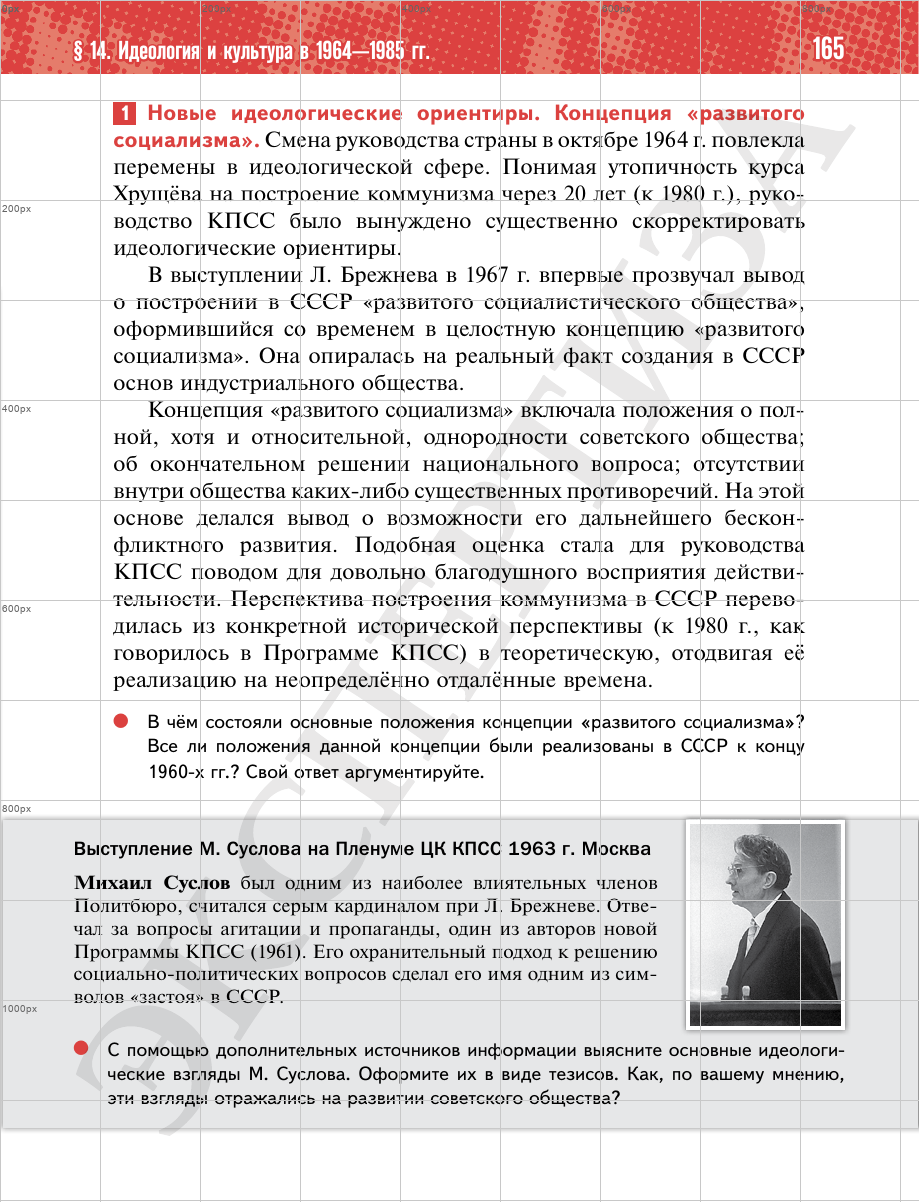 § 14. Идеология и культура в 1964—1985 гг.
165
1 Новые идеологические ориентиры. Концепция «развитого
социализма». Смена руководства страны в октябре 1964 г. повлекла
перемены в идеологической сфере. Понимая утопичность курса
Хрущёва на построение коммунизма через 20 лет (к 1980 г.), руко-
водство КПСС было вынуждено существенно скорректировать
идеологические ориентиры.
В выступлении Л. Брежнева в 1967 г. впервые прозвучал вывод
о построении в СССР «развитого социалистического общества»,
оформившийся со временем в целостную концепцию «развитого
социализма». Она опиралась на реальный факт создания в СССР
основ индустриального общества.
Концепция «развитого социализма» включала положения о пол-
ной, хотя и относительной, однородности советского общества;
об окончательном решении национального вопроса; отсутствии
внутри общества каких-либо существенных противоречий. На этой
основе делался вывод о возможности его дальнейшего бескон-
фликтного развития. Подобная оценка стала для руководства
КПСС поводом для довольно благодушного восприятия действи-
тельности. Перспектива построения коммунизма в СССР перево-
дилась из конкретной исторической перспективы (к 1980 г., как
говорилось в Программе КПСС) в теоретическую, отодвигая её
реализацию на неопределённо отдалённые времена.
В чём состояли основные положения концепции «развитого социализма»?
Все ли положения данной концепции были реализованы в СССР к концу
1960-х гг.? Свой ответ аргументируйте.
Выступление М. Суслова на Пленуме ЦК КПСС 1963 г. Москва
Михаил Суслов был одним из наиболее влиятельных членов
Политбюро, считался серым кардиналом при Л. Брежневе. Отве-
чал за вопросы агитации и пропаганды, один из авторов новой
Программы КПСС (1961). Его охранительный подход к решению
социально-политических вопросов сделал его имя одним из сим-
волов «застоя» в СССР.
С помощью дополнительных источников информации выясните основные идеологи-
ческие взгляды М. Суслова. Оформите их в виде тезисов. Как, по вашему мнению,
эти взгляды отражались на развитии советского общества?
ЭКСПЕРТИЗА
200px
400px
600px
800px
1000px